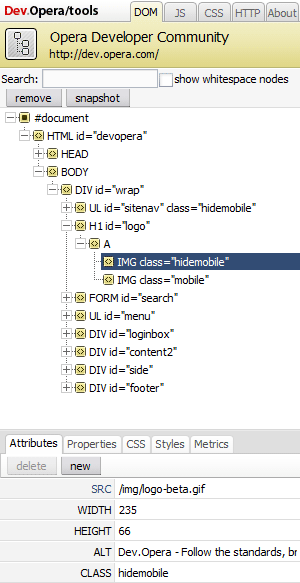 Dev.Opera/tools DOM JS CSS HTTP About
Opera Developer Community
http://dev.opera.com/
Search: show whitespace nodes
remove snapshot
#document
HTML id="devopera"
HEAD
BODY
DIV id="wrap"
UL id="sitenav" class="hidemobile"
H1 id="logo"
A
IMG class="hidemobile"
IMG class="mobile"
FORM id="search"
UL id="menu"
DIV id="loginbox"
DIV id="content2"
DIV id="side"
DIV id="footer"
Attributes Properties CSS Styles Metrics
delete new
SRC /img/logo-beta.gif
WIDTH 235
HEIGHT 66
ALT Dev.Opera - Follow the standards, br
CLASS hidemobile